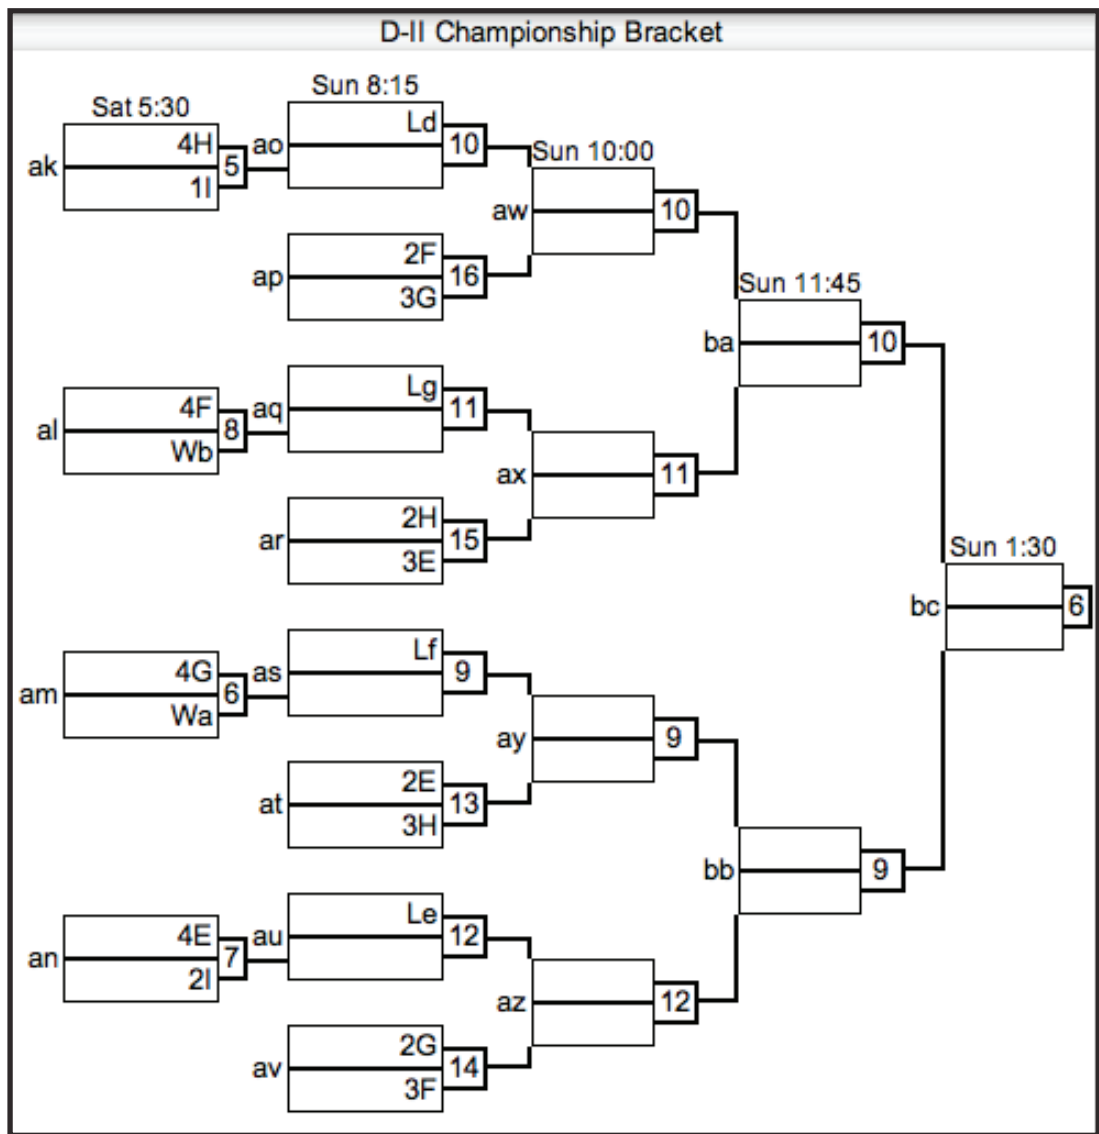 D-II Championship Bracket
Sun 8:15
Sat 5:30
Ld
4H ao 10 Sun 10:00
ak 5
1I
aw 10
2F
ap 16
3G
Sun 11:45
ba 10
Lg
4F aq 11
al 8
Wb
ax 11
2H
ar 15
3E
Sun 1:30
bc 6
Lf
4G as 9
am 6
Wa
ay 9
2E
at 13
3H
bb 9
Le
4E au 12
an 7
2I
az 12
2G
av 14
3F